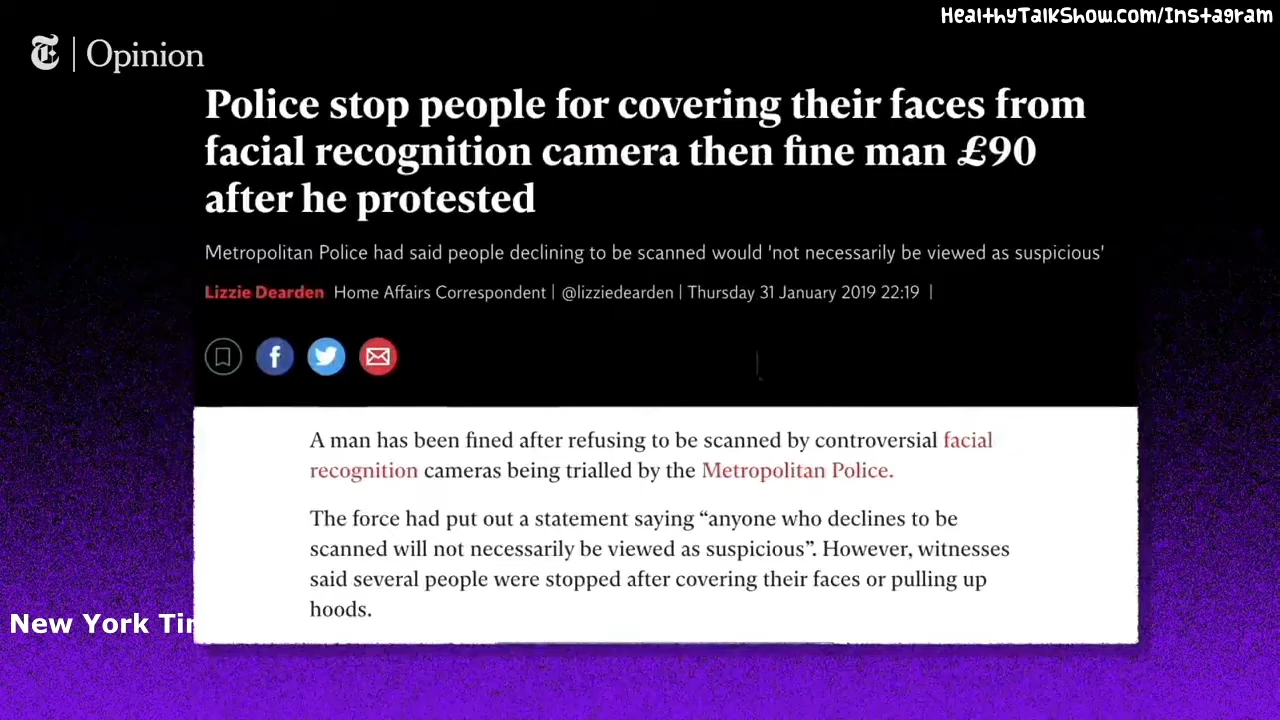 HealthyTalkShow.com/Instagram
T | Opinion
Police stop people for covering their faces from
facial recognition camera then fine man £90
after he protested
Metropolitan Police had said people declining to be scanned would 'not necessarily be viewed as suspicious'
Lizzie Dearden Home Affairs Correspondent | @lizziedearden | Thursday 31 January 2019 22:19 |
A man has been fined after refusing to be scanned by controversial facial
recognition cameras being trialled by the Metropolitan Police.
The force had put out a statement saying “anyone who declines to be
scanned will not necessarily be viewed as suspicious”. However, witnesses
said several people were stopped after covering their faces or pulling up
hoods.
New York